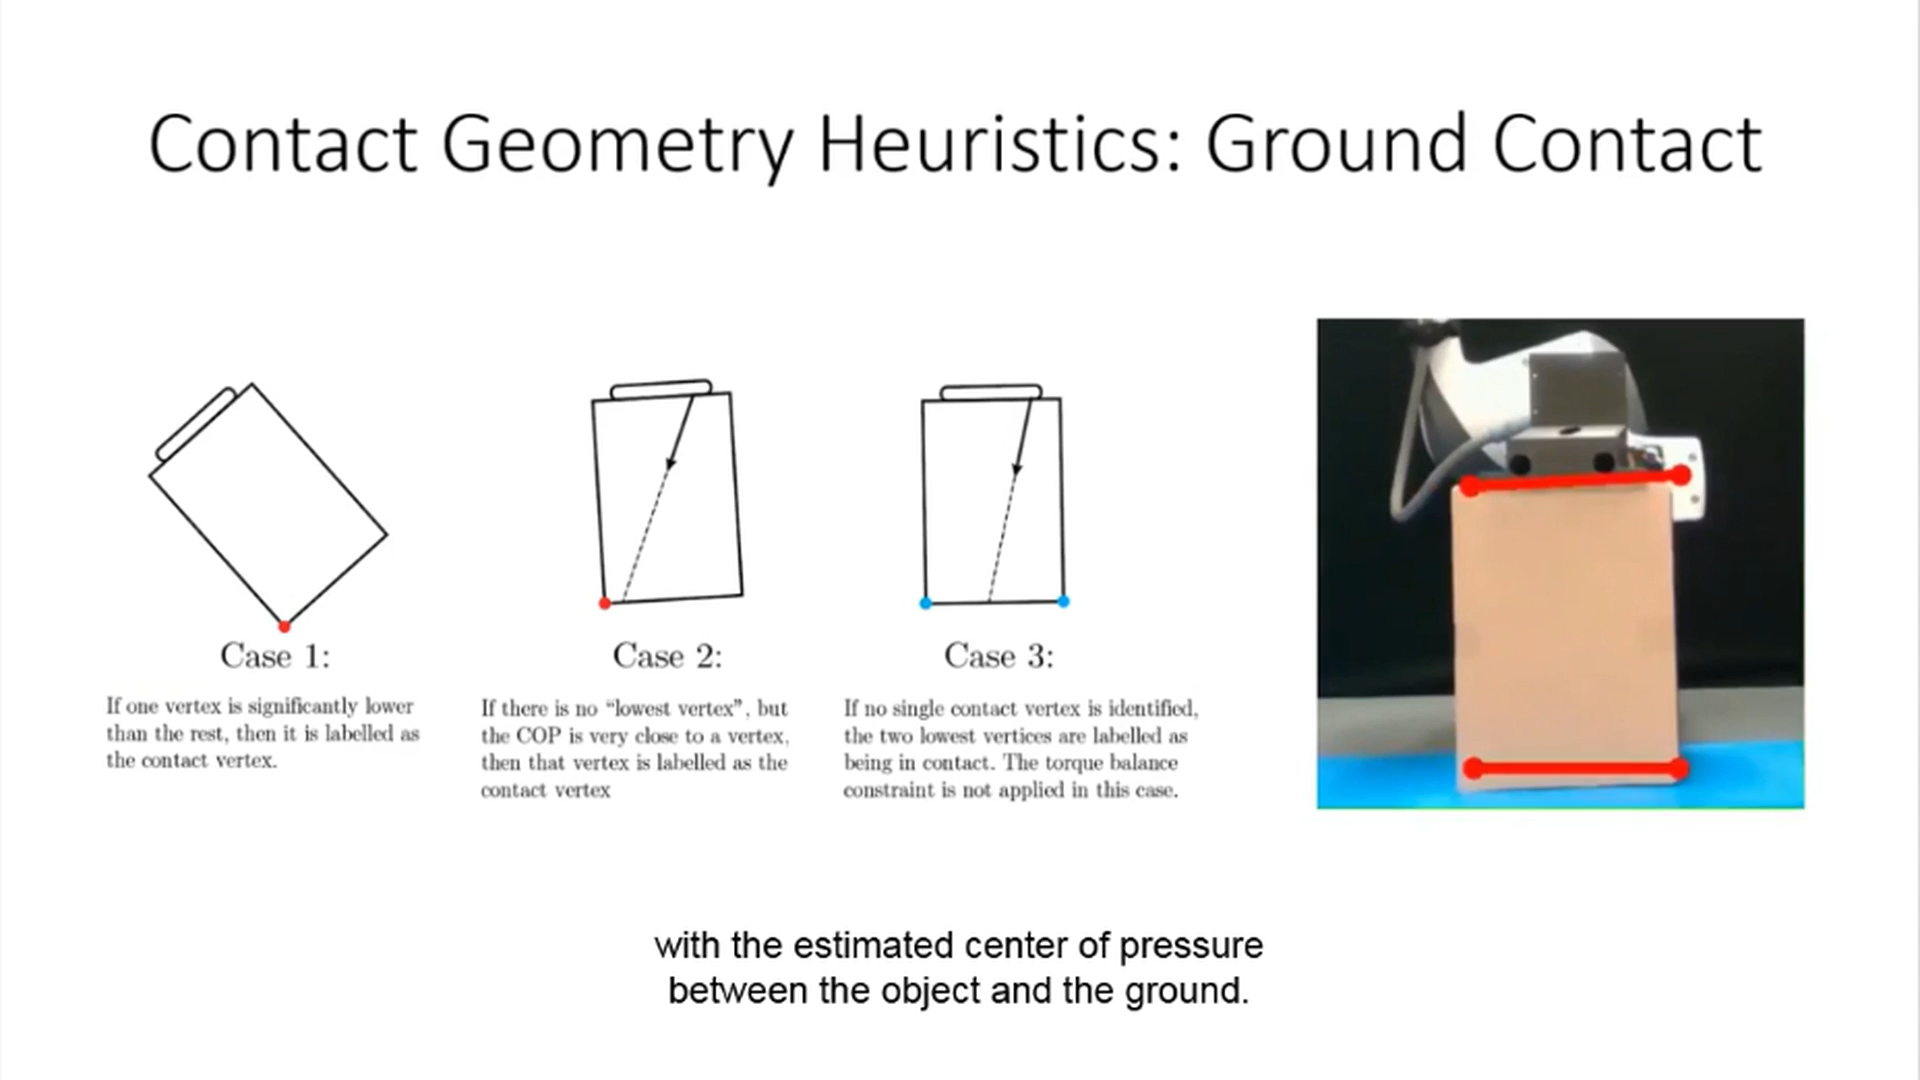 Contact Geometry Heuristics: Ground Contact
Case 1:
If one vertex is significantly lower
than the rest, then it is labelled as
the contact vertex.
Case 2:
If there is no “lowest vertex”, but
the COP is very close to a vertex,
then that vertex is labelled as the
contact vertex
Case 3:
If no single contact vertex is identified,
the two lowest vertices are labelled as
being in contact. The torque balance
constraint is not applied in this case.
with the estimated center of pressure
between the object and the ground.